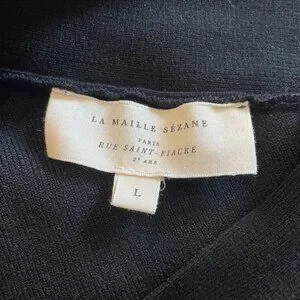 LA MAILLE SÉZANE
PARIS
RUE SAINT-FIACRE
2e ARR
L